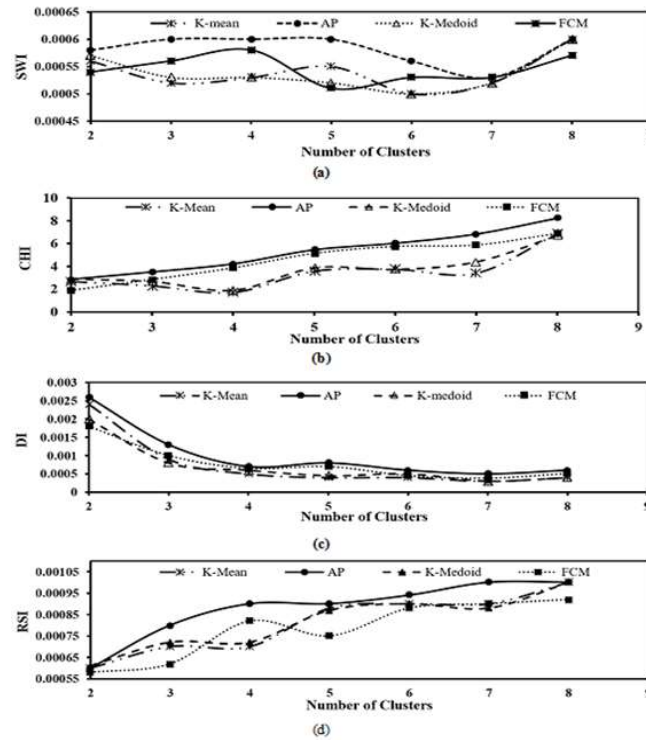 K-mean AP K-Medoid FCM
0.00065
0.0006
0.00055
0.0005
0.00045
SWI
2 3 4 5 6 7 8 9
Number of Clusters
(a)
K-Mean AP K-Medoid FCM
10
8
6
4
2
0
CHI
2 3 4 5 6 7 8 9
Number of Clusters
(b)
K-Mean AP K-medoid FCM
0.003
0.0025
0.002
0.0015
0.001
0.0005
0
DI
2 3 4 5 6 7 8 9
Number of Clusters
(c)
K-Mean AP K-Medoid FCM
0.00105
0.00095
0.00085
0.00075
0.00065
0.00055
RSI
2 3 4 5 6 7 8 9
Number of Clusters
(d)